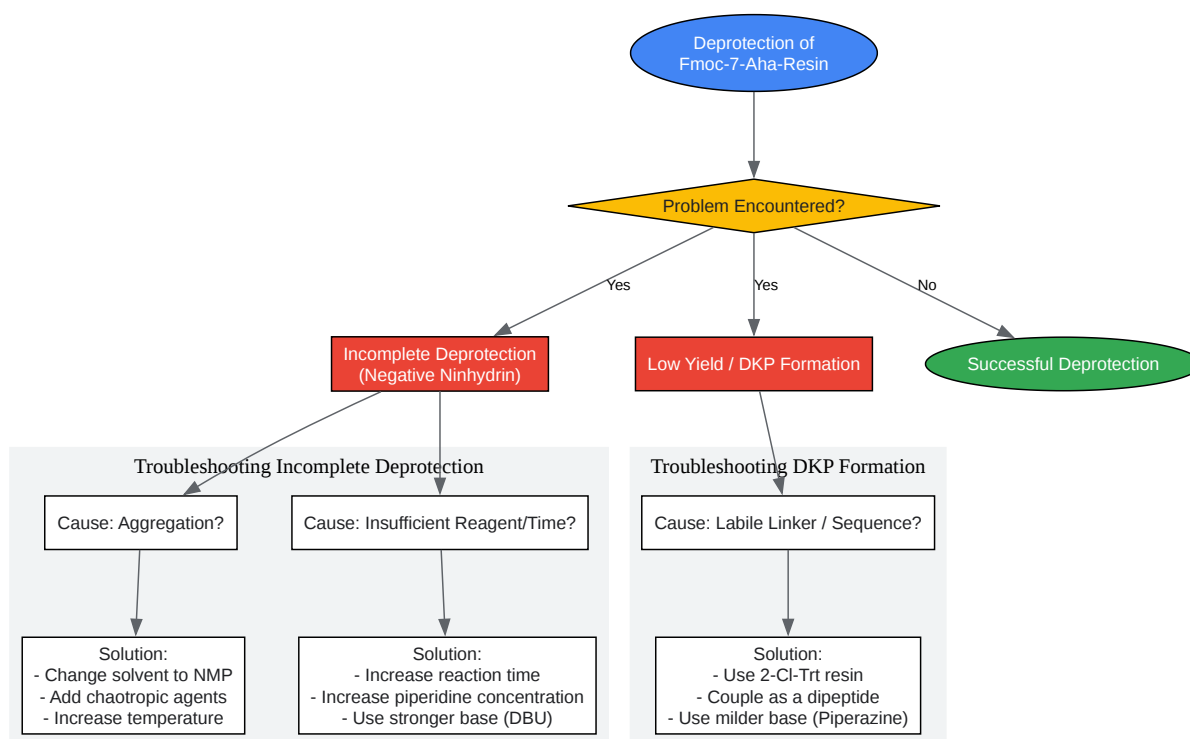 Deprotection of
Fmoc-7-Aha-Resin
Problem Encountered?
Yes
Yes
No
Incomplete Deprotection
(Negative Ninhydrin)
Low Yield / DKP Formation
Successful Deprotection
Troubleshooting Incomplete Deprotection
Troubleshooting DKP Formation
Cause: Aggregation?
Cause: Insufficient Reagent/Time?
Cause: Labile Linker / Sequence?
Solution:
- Change solvent to NMP
- Add chaotropic agents
- Increase temperature
Solution:
- Increase reaction time
- Increase piperidine concentration
- Use stronger base (DBU)
Solution:
- Use 2-Cl-Trt resin
- Couple as a dipeptide
- Use milder base (Piperazine)